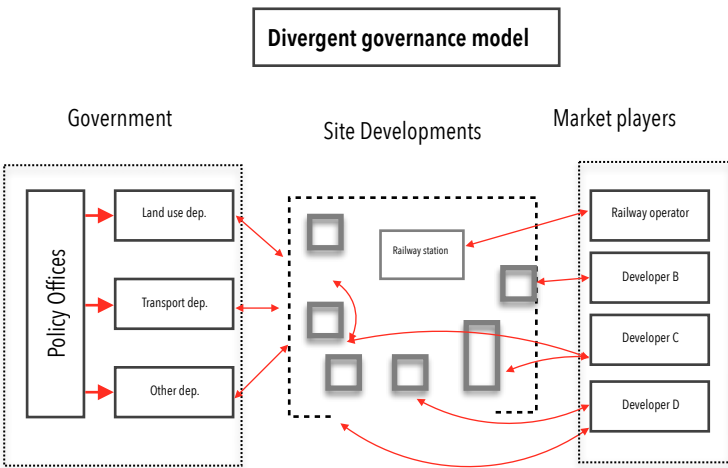 Divergent governance model
Government
Site Developments
Market players
Policy Offices
Land use dep.
Transport dep.
Other dep.
Railway station
Railway operator
Developer B
Developer C
Developer D